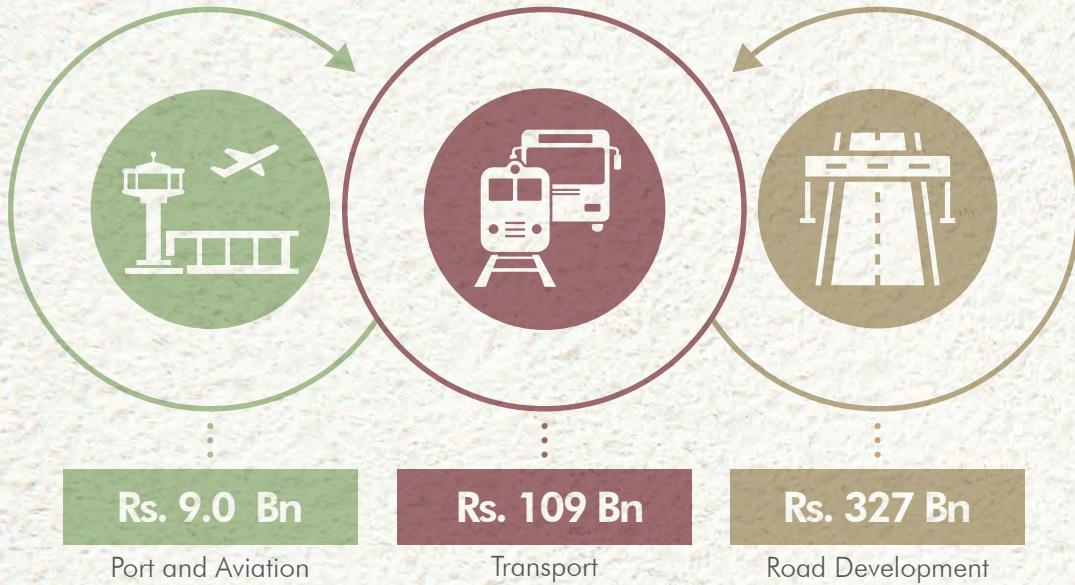 Rs. 9.0 Bn
Port and Aviation
Rs. 109 Bn
Transport
Rs. 327 Bn
Road Development